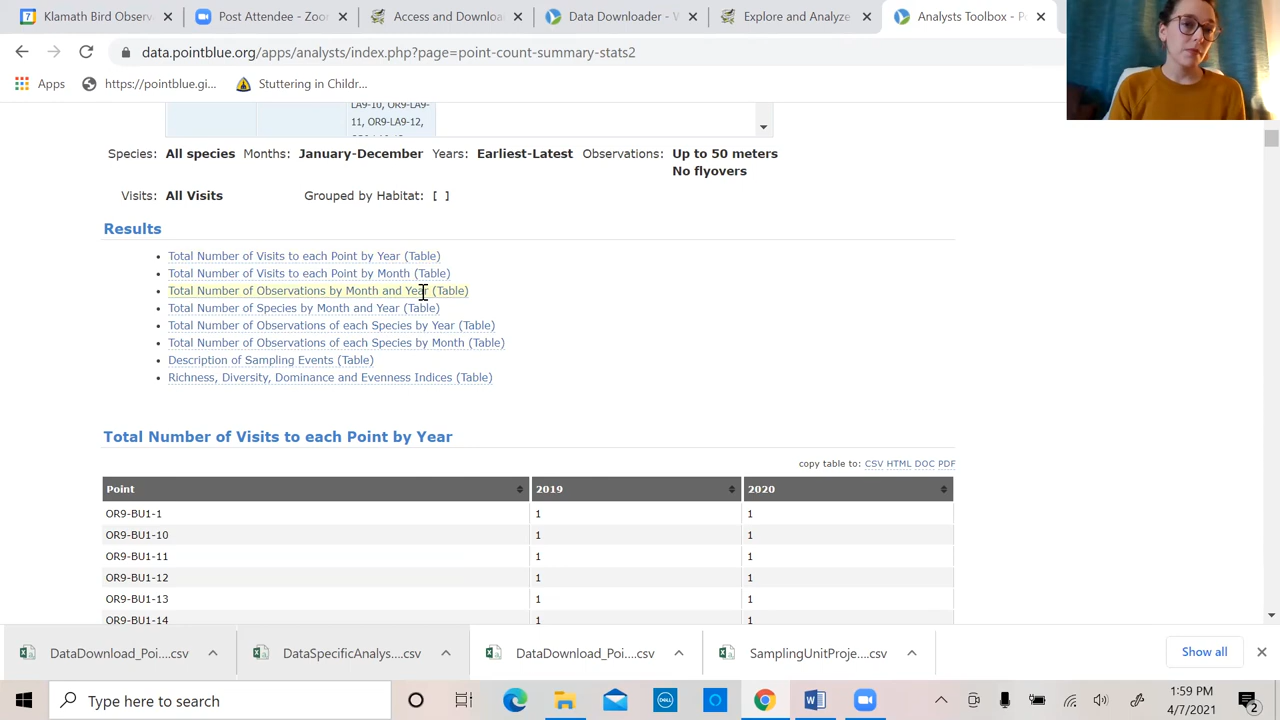 Klamath Bird Observ
Post Attendee - Zoo
Access and Downloa
Data Downloader - W
Explore and Analyze
Analysts Toolbox - P
data.pointblue.org/apps/analysts/index.php?page=point-count-summary-stats2
Apps
https://pointblue.gi...
Stuttering in Childr...
LA9-10, OR9-
11, OR9-LA9-12,
Species: All species Months: January-December Years: Earliest-Latest Observations: Up to 50 meters
No flyovers
Visits: All Visits Grouped by Habitat: [ ]
Results
Total Number of Visits to each Point by Year (Table)
Total Number of Visits to each Point by Month (Table)
Total Number of Observations by Month and Year (Table)
Total Number of Species by Month and Year (Table)
Total Number of Observations of each Species by Year (Table)
Total Number of Observations of each Species by Month (Table)
Description of Sampling Events (Table)
Richness, Diversity, Dominance and Evenness Indices (Table)
Total Number of Visits to each Point by Year
copy table to: CSV HTML DOC PDF
Point 2019 2020
OR9-BU1-1 1 1
OR9-BU1-10 1 1
OR9-BU1-11 1 1
OR9-BU1-12 1 1
OR9-BU1-13 1 1
OR9-BU1-14 1 1
DataDownload_Poi....csv
DataSpecificAnalys....csv
DataDownload_Poi....csv
SamplingUnitProje....csv
Show all
Type here to search
DELL
1:59 PM
4/7/2021
2